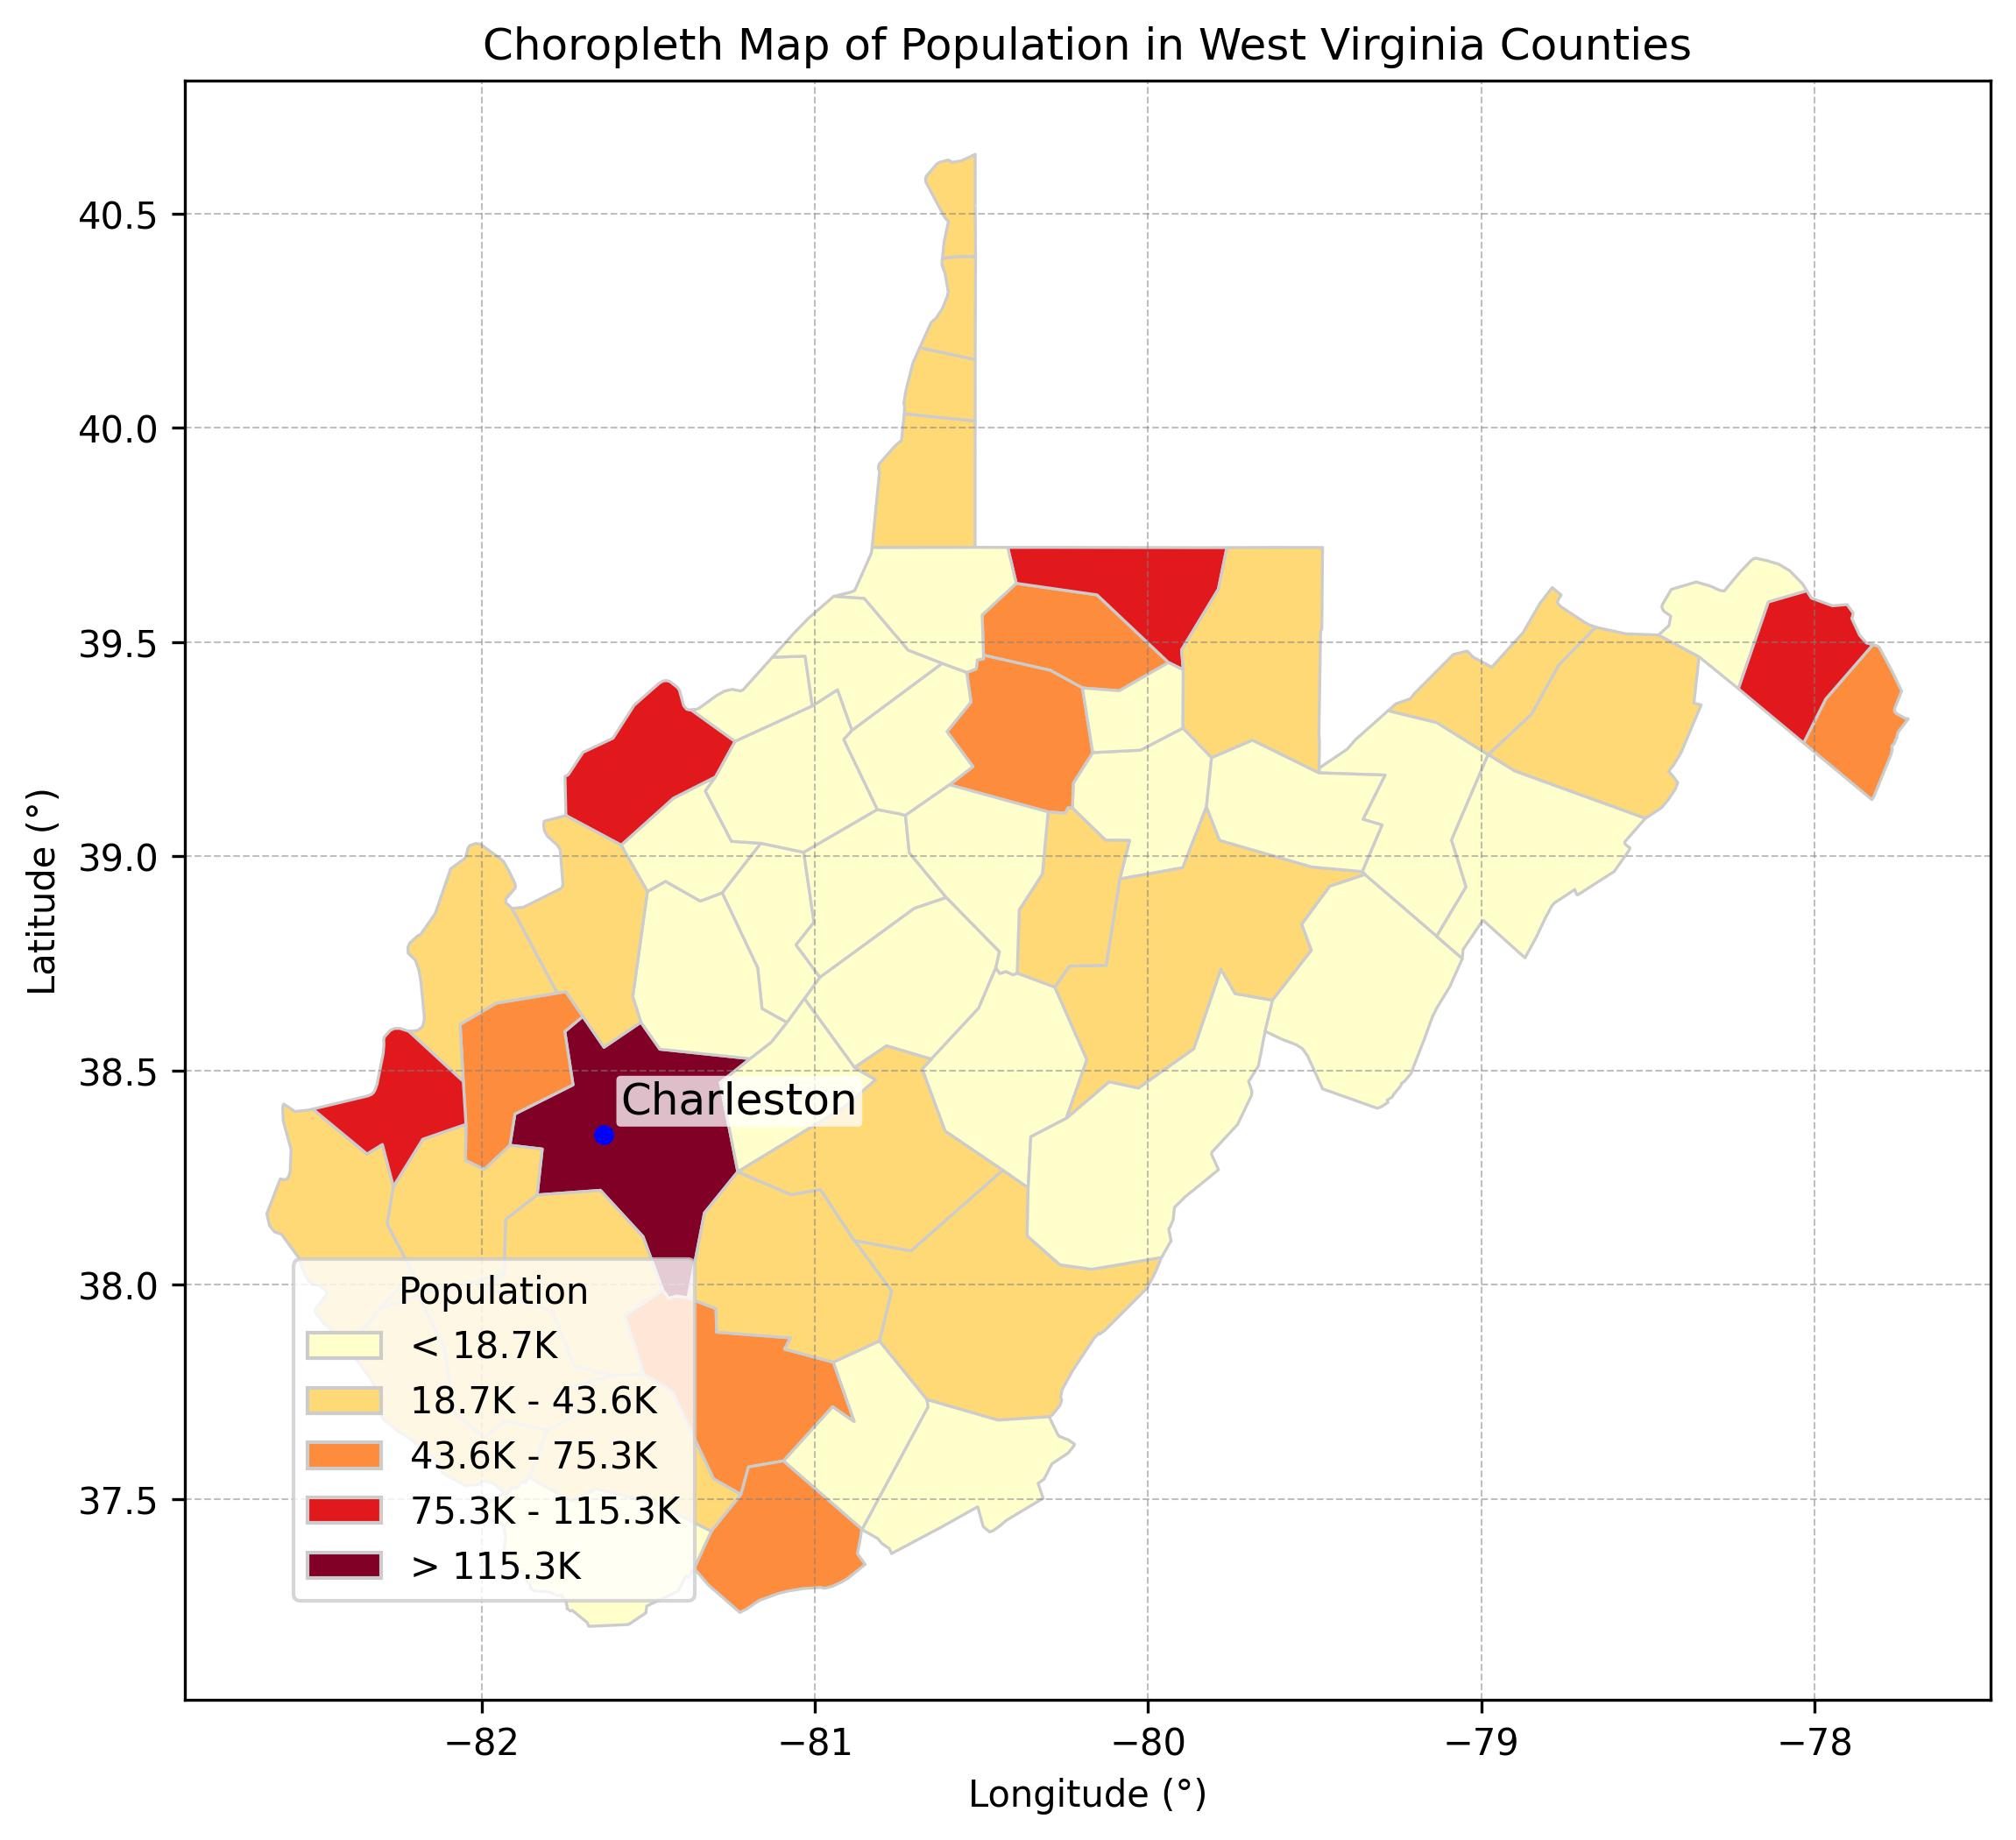 Choropleth Map of Population in West Virginia Counties
Latitude (°)
40.5
40.0
39.5
39.0
38.5
38.0
37.5
Charleston
Population
< 18.7K
18.7K - 43.6K
43.6K - 75.3K
75.3K - 115.3K
> 115.3K
−82 −81 −80 −79 −78
Longitude (°)